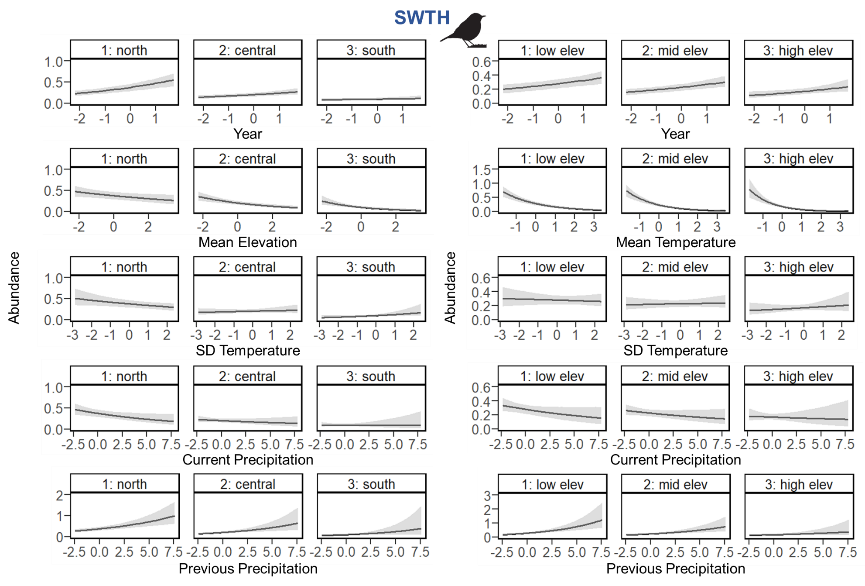 SWTH
1: north 2: central 3: south 1: low elev 2: mid elev 3: high elev
1.0 0.5 0.0 0.6 0.4 0.2 0.0
-2 -1 0 1 -2 -1 0 1 -2 -1 0 1 -2 -1 0 1 -2 -1 0 1 -2 -1 0 1
Year Year
1: north 2: central 3: south 1: low elev 2: mid elev 3: high elev
1.0 0.5 0.0 1.5 1.0 0.5 0.0
-2 0 2 -2 0 2 -2 0 2 -1 0 1 2 3 -1 0 1 2 3 -1 0 1 2 3
Mean Elevation Mean Temperature
Abundance Abundance
1: north 2: central 3: south 1: low elev 2: mid elev 3: high elev
1.0 0.5 0.0 0.6 0.4 0.2 0.0
-3 -2 -1 0 1 2 -3 -2 -1 0 1 2 -3 -2 -1 0 1 2 -3 -2 -1 0 1 2 -3 -2 -1 0 1 2 -3 -2 -1 0 1 2
SD Temperature SD Temperature
1: north 2: central 3: south 1: low elev 2: mid elev 3: high elev
1.0 0.5 0.0 0.6 0.4 0.2 0.0
-2.5 0.0 2.5 5.0 7.5 -2.5 0.0 2.5 5.0 7.5 -2.5 0.0 2.5 5.0 7.5 -2.5 0.0 2.5 5.0 7.5 -2.5 0.0 2.5 5.0 7.5 -2.5 0.0 2.5 5.0 7.5
Current Precipitation Current Precipitation
1: north 2: central 3: south 1: low elev 2: mid elev 3: high elev
2 1 0 3 2 1 0
-2.5 0.0 2.5 5.0 7.5 -2.5 0.0 2.5 5.0 7.5 -2.5 0.0 2.5 5.0 7.5 -2.5 0.0 2.5 5.0 7.5 -2.5 0.0 2.5 5.0 7.5 -2.5 0.0 2.5 5.0 7.5
Previous Precipitation Previous Precipitation